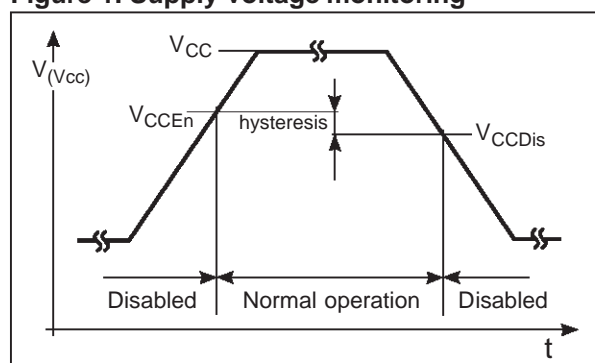 Figure 1. Supply voltage monitoring
VCC
V(Vcc)
VCCEn
hysteresis
VCCDis
Disabled
Normal operation
Disabled
t